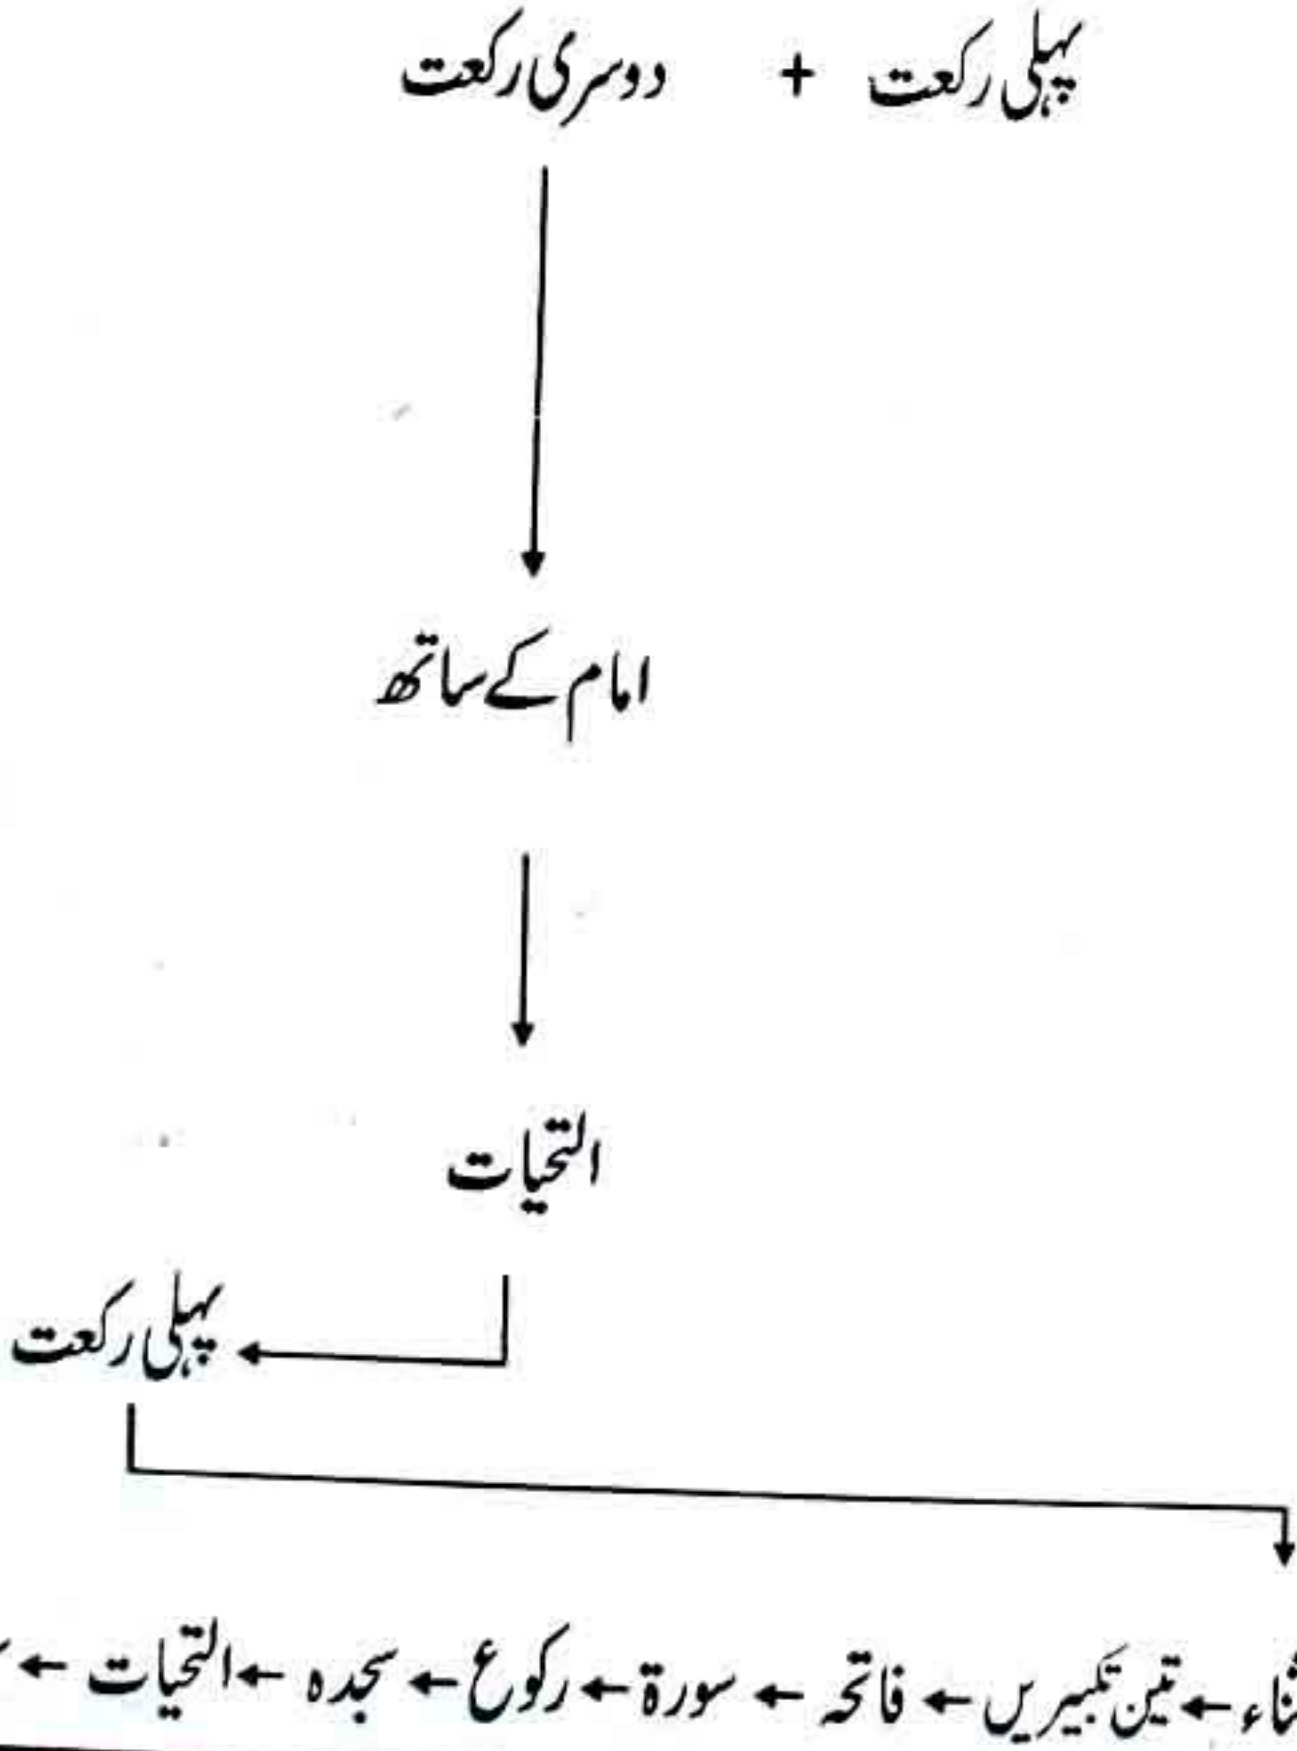 پہلی رکعت + دوسری رکعت
امام کے ساتھ
التحیات
پہلی رکعت
ثناء ← تین تکبیریں ← فاتحہ ← سورۃ ← رکوع ← سجدہ ← التحیات ←